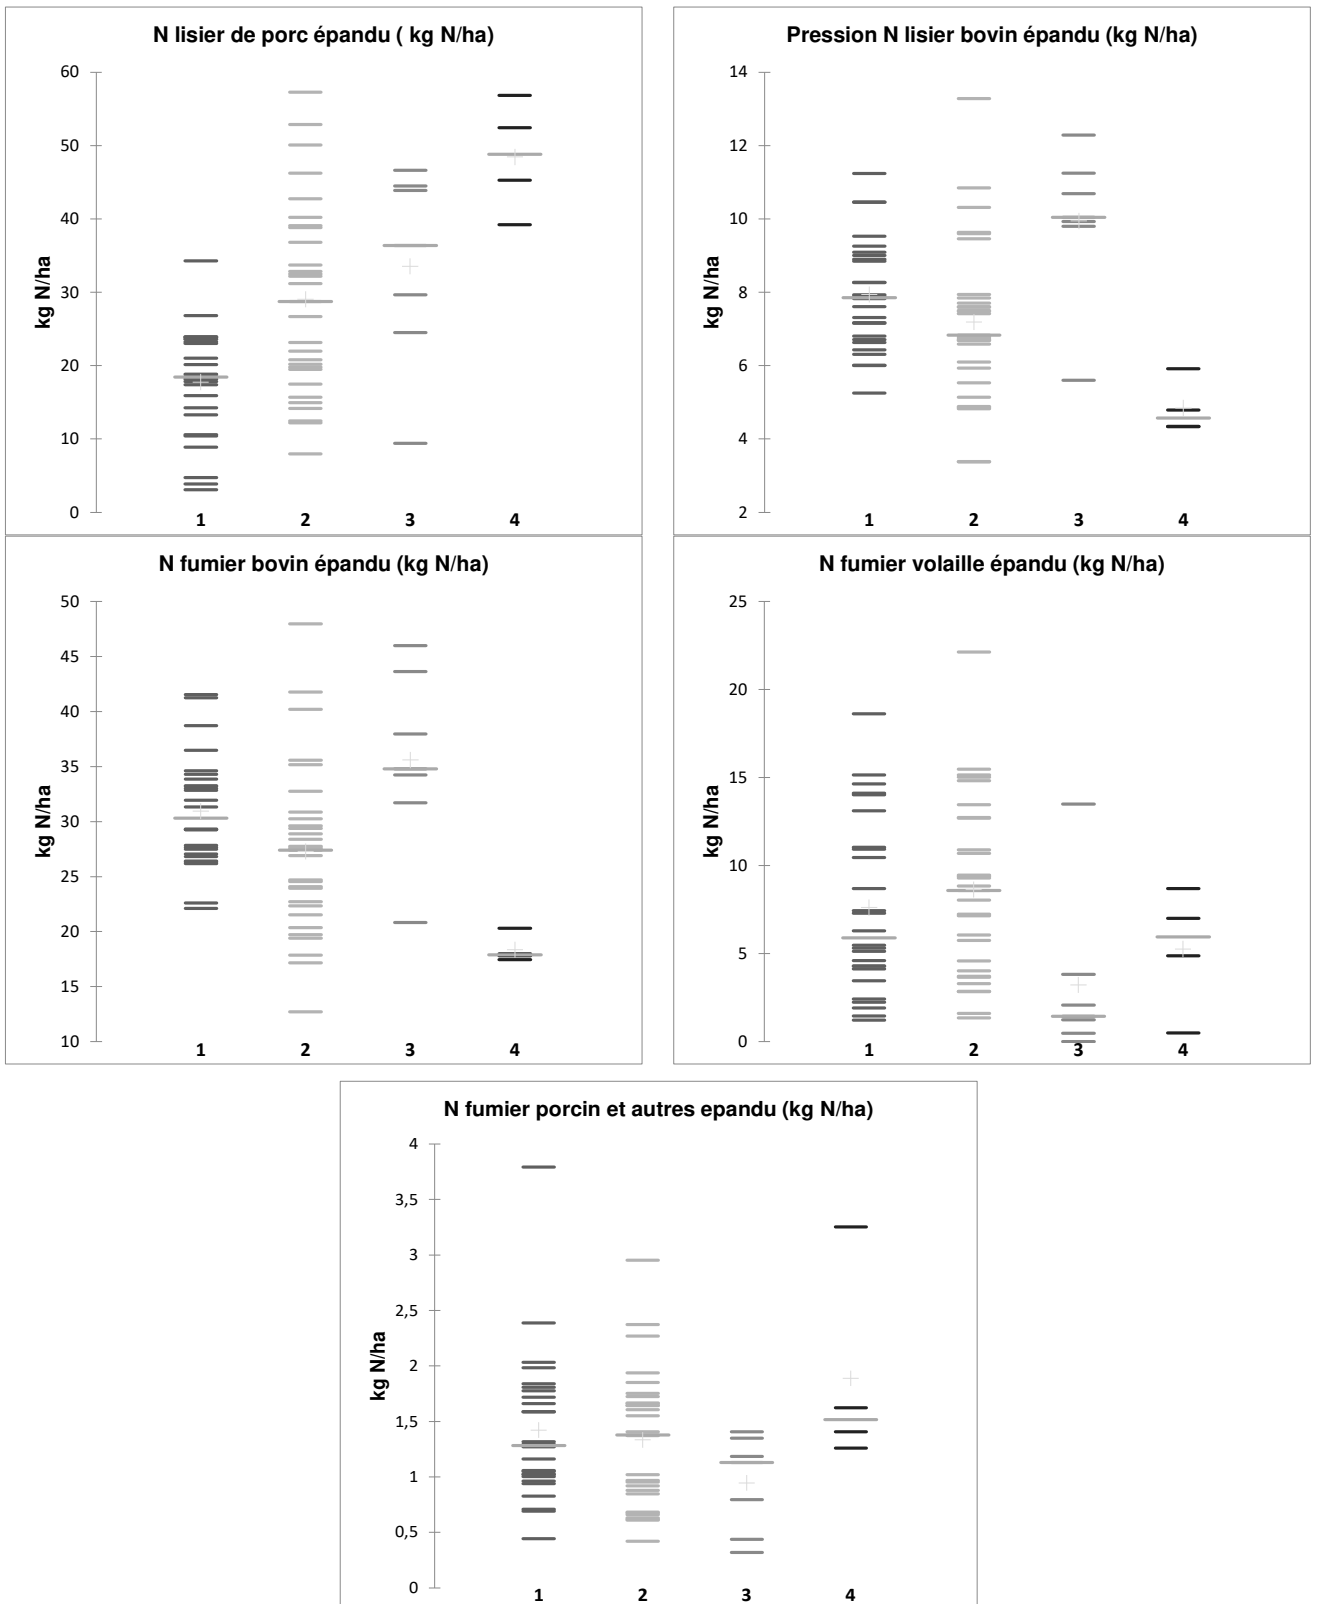 N lisier de porc épandu ( kg N/ha)
60
50
40
30
20
10
0
kg N/ha
1 2 3 4
Pression N lisier bovin épandu (kg N/ha)
14
12
10
8
6
4
2
kg N/ha
1 2 3 4
N fumier bovin épandu (kg N/ha)
50
45
40
35
30
25
20
15
10
kg N/ha
1 2 3 4
N fumier volaille épandu (kg N/ha)
25
20
15
10
5
0
kg N/ha
1 2 3 4
N fumier porcin et autres epandu (kg N/ha)
4
3,5
3
2,5
2
1,5
1
0,5
0
kg N/ha
1 2 3 4